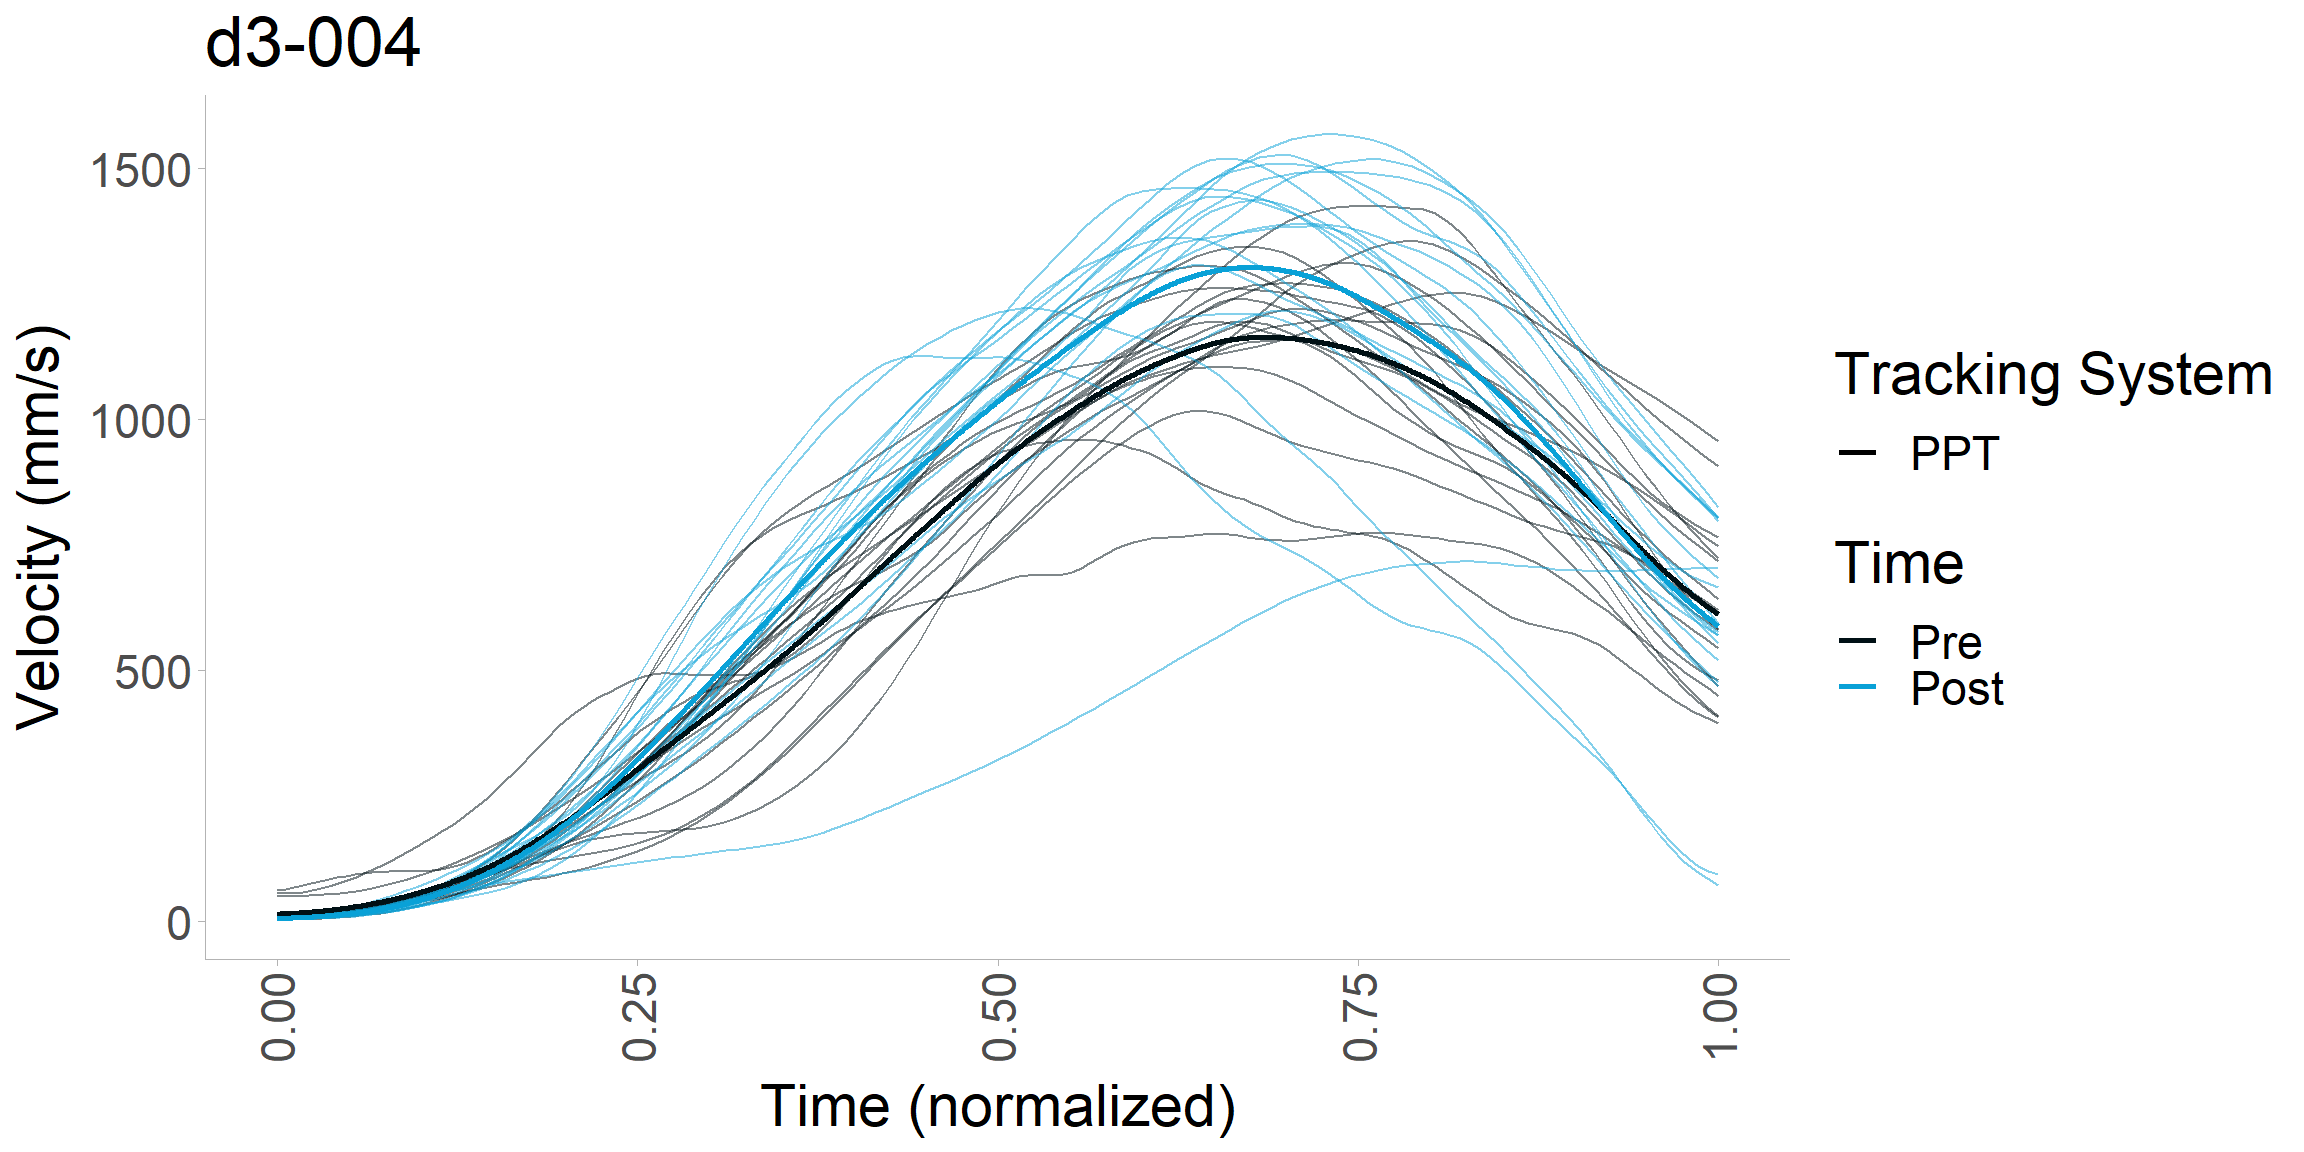 d3-004
Velocity (mm/s)
1500
1000
500
0
0.00
0.25
0.50
0.75
1.00
Time (normalized)
Tracking System
PPT
Time
Pre
Post